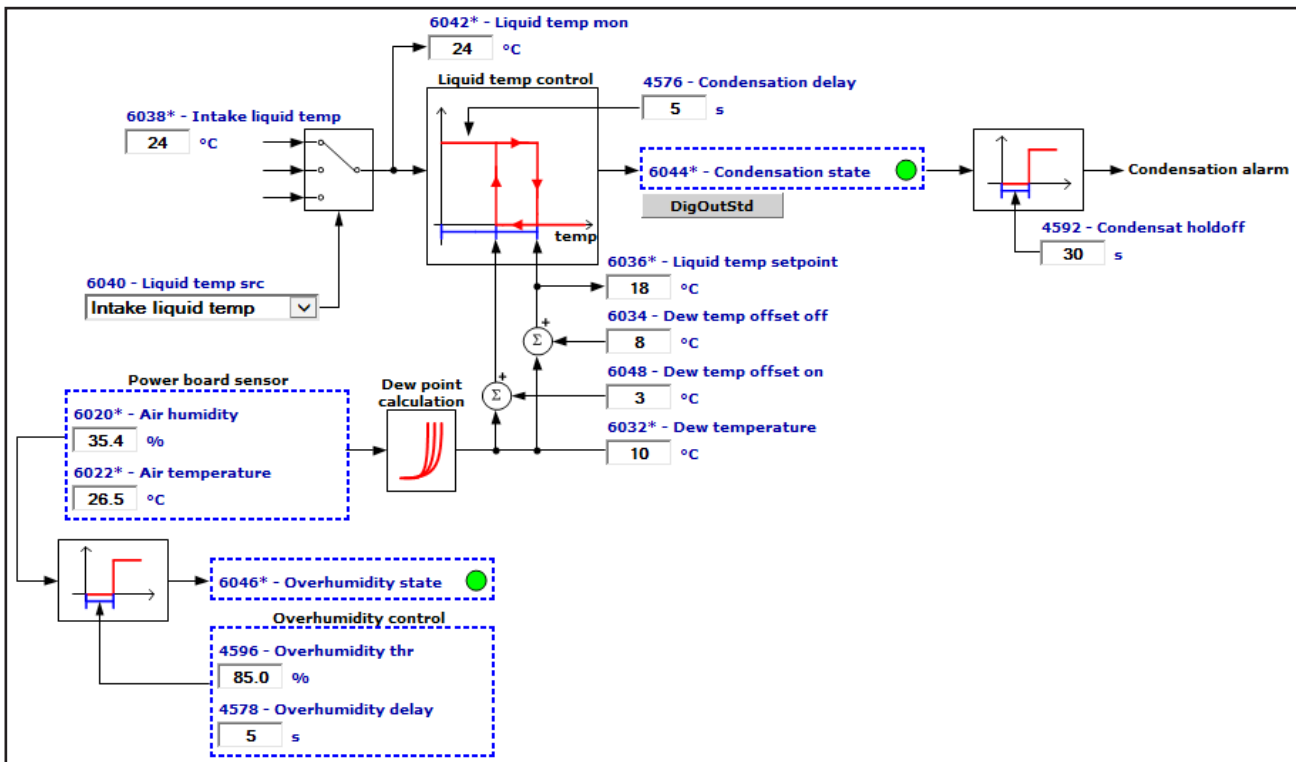 6042* - Liquid temp mon
24 °C
Liquid temp control
4576 - Condensation delay
5 s
6038* - Intake liquid temp
24 °C
6044* - Condensation state
DigOutStd
Condensation alarm
temp
4592 - Condensat holdoff
30 s
6040 - Liquid temp src
Intake liquid temp
6036* - Liquid temp setpoint
18 °C
6034 - Dew temp offset off
+
Σ
8 °C
6048 - Dew temp offset on
+
Σ
3 °C
Power board sensor
Dew point
calculation
6020* - Air humidity
35.4 %
6032* - Dew temperature
10 °C
6022* - Air temperature
26.5 °C
6046* - Overhumidity state
Overhumidity control
4596 - Overhumidity thr
85.0 %
4578 - Overhumidity delay
5 s